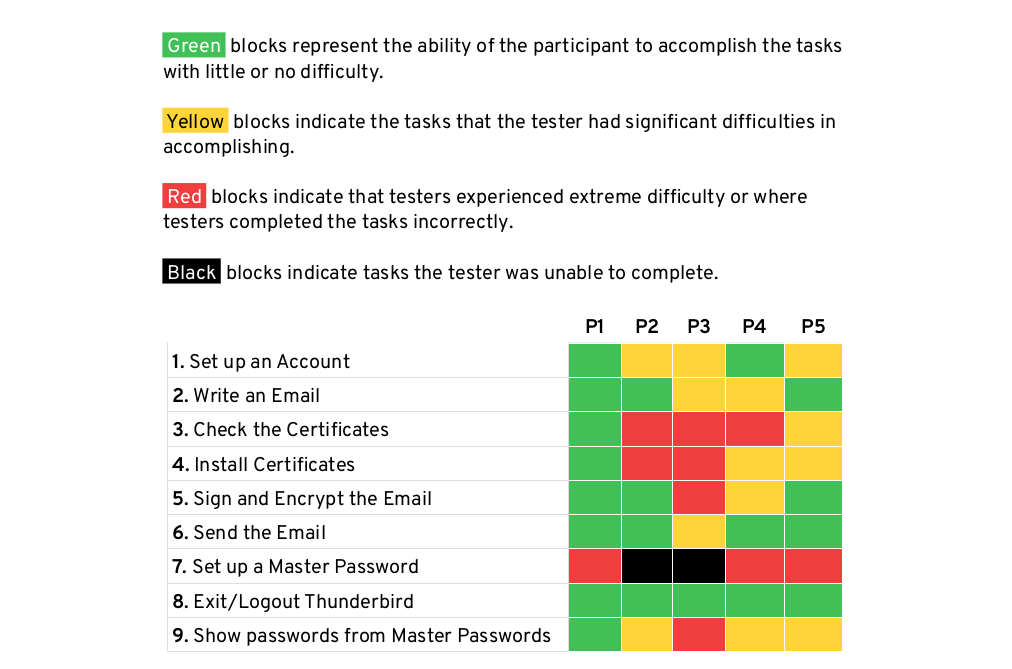 Green blocks represent the ability of the participant to accomplish the tasks
with little or no difficulty.
Yellow blocks indicate the tasks that the tester had significant difficulties in
accomplishing.
Red blocks indicate that testers experienced extreme difficulty or where
testers completed the tasks incorrectly.
Black blocks indicate tasks the tester was unable to complete.
P1 P2 P3 P4 P5
1. Set up an Account
2. Write an Email
3. Check the Certificates
4. Install Certificates
5. Sign and Encrypt the Email
6. Send the Email
7. Set up a Master Password
8. Exit/Logout Thunderbird
9. Show passwords from Master Passwords